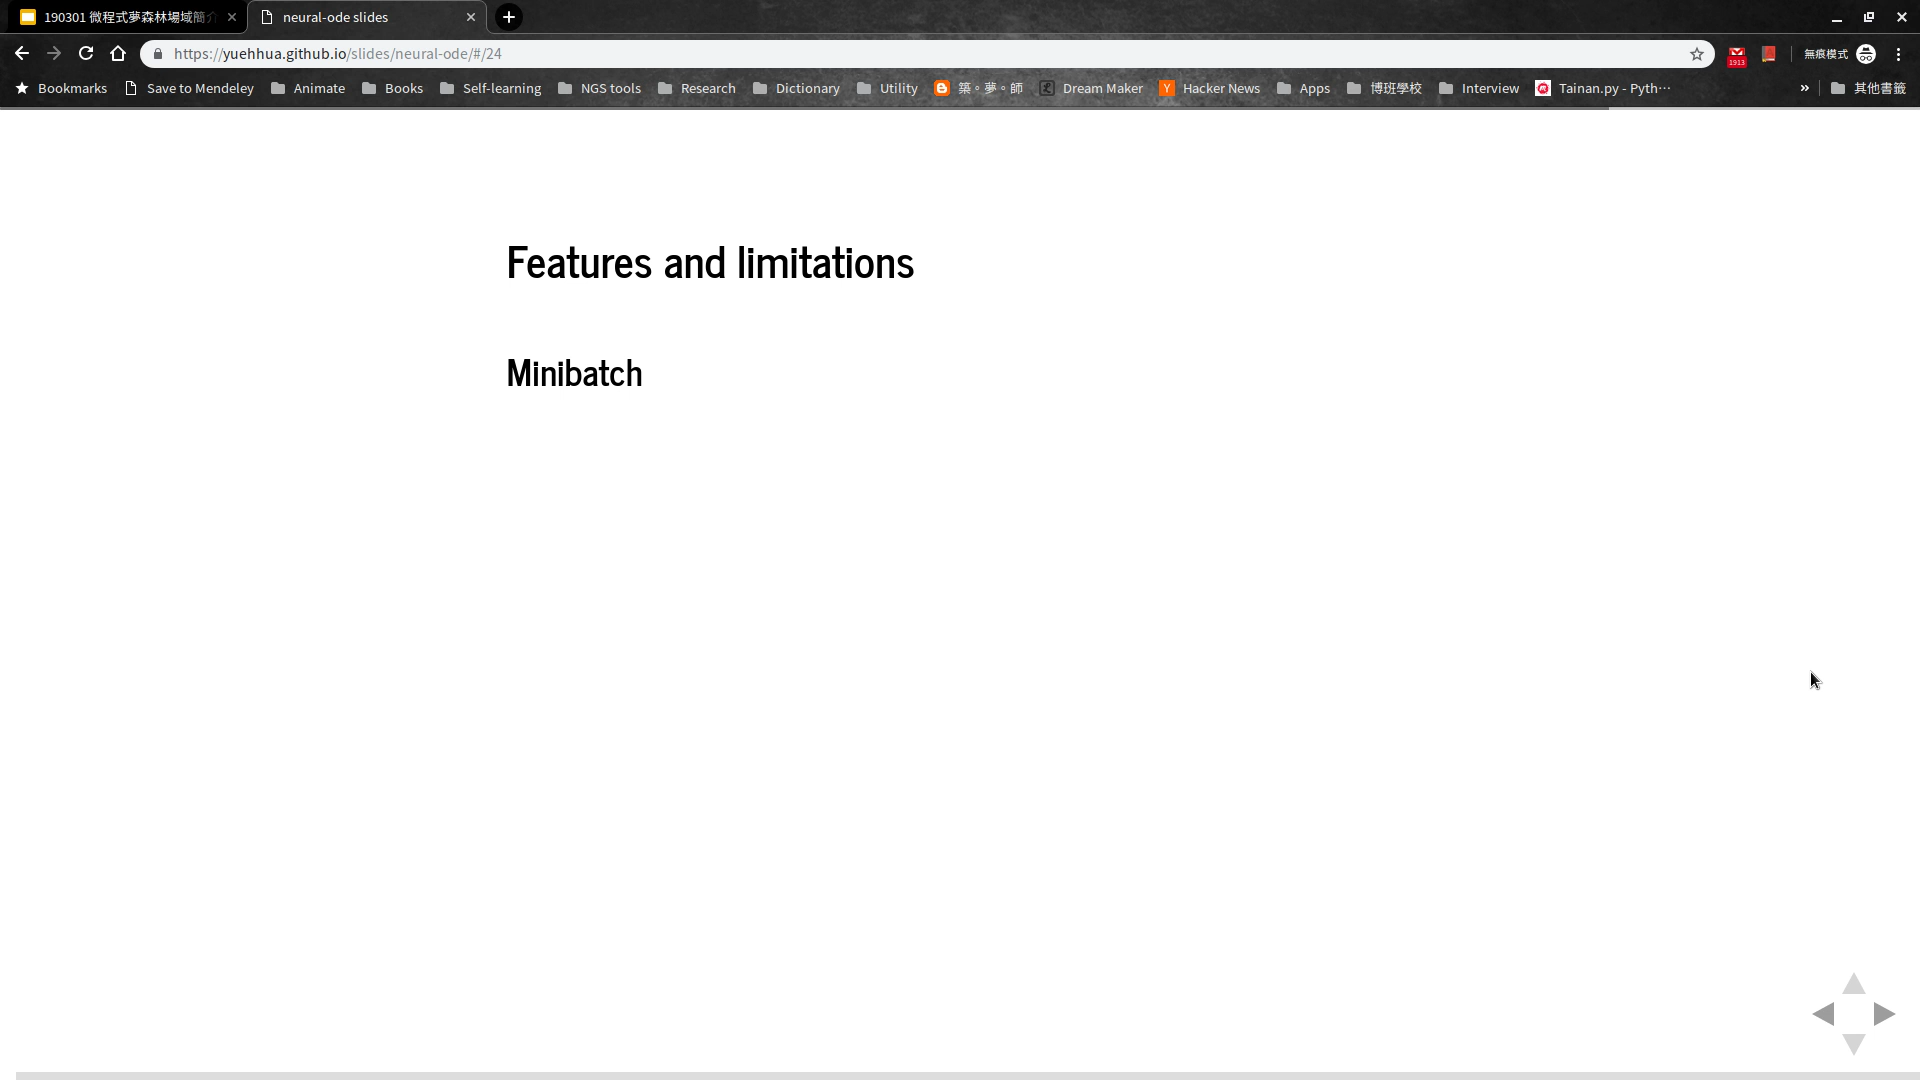 190301 微程式夢森林場域簡介
neural-ode slides
https://yuehhua.github.io/slides/neural-ode/#/24
1913
無痕模式
Bookmarks
Save to Mendeley
Animate
Books
Self-learning
NGS tools
Research
Dictionary
Utility
築。夢。師
Dream Maker
Hacker News
Apps
博班學校
Interview
Tainan.py - Pyth…
»
其他書籤
Features and limitations
Minibatch